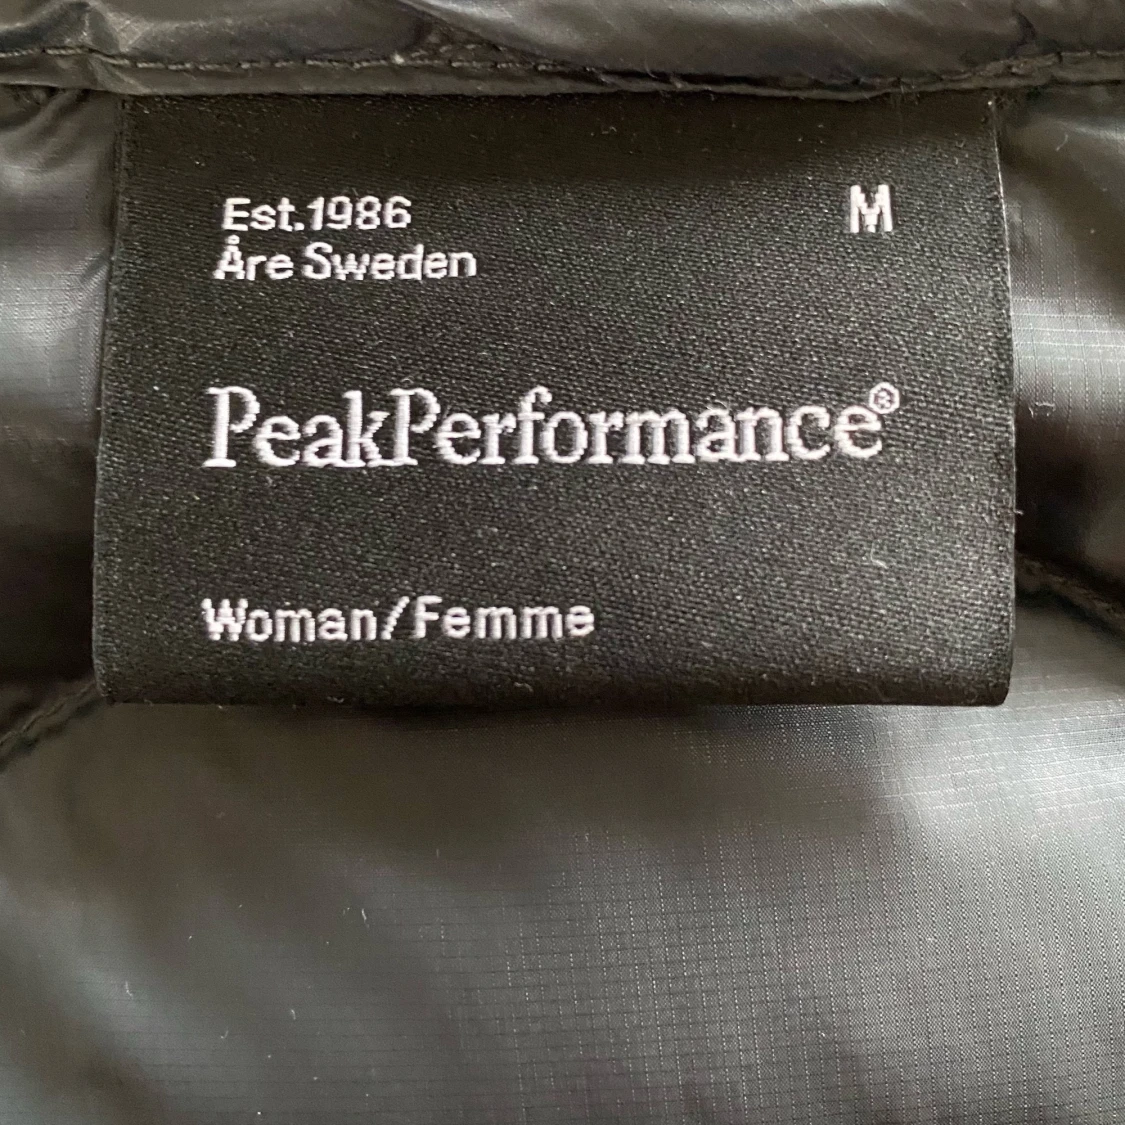 Est.1986
M
Åre Sweden
PeakPerformance®
Woman/Femme